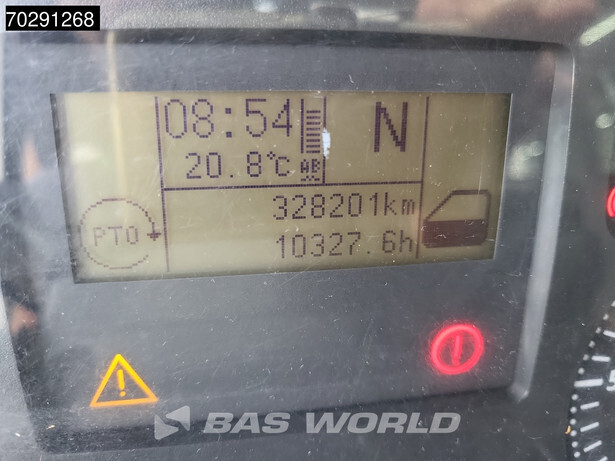 70291268
08:54
N
20.8°C
328201km
PTO
10327.6h
BAS WORLD